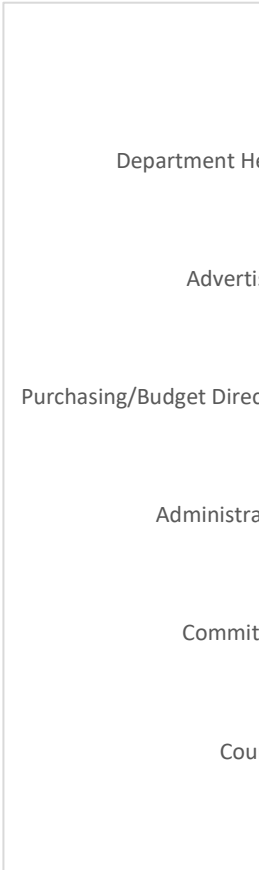 Department He
Adverti
Purchasing/Budget Direc
Administra
Commit
Cou